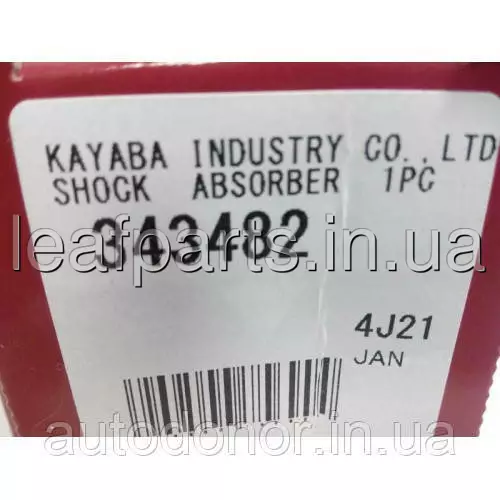 KAYABA INDUSTRY CO.,LTD
SHOCK ABSORBER 1PC
343482
leafparts.in.ua
4J21
JAN
autodonor.in.ua